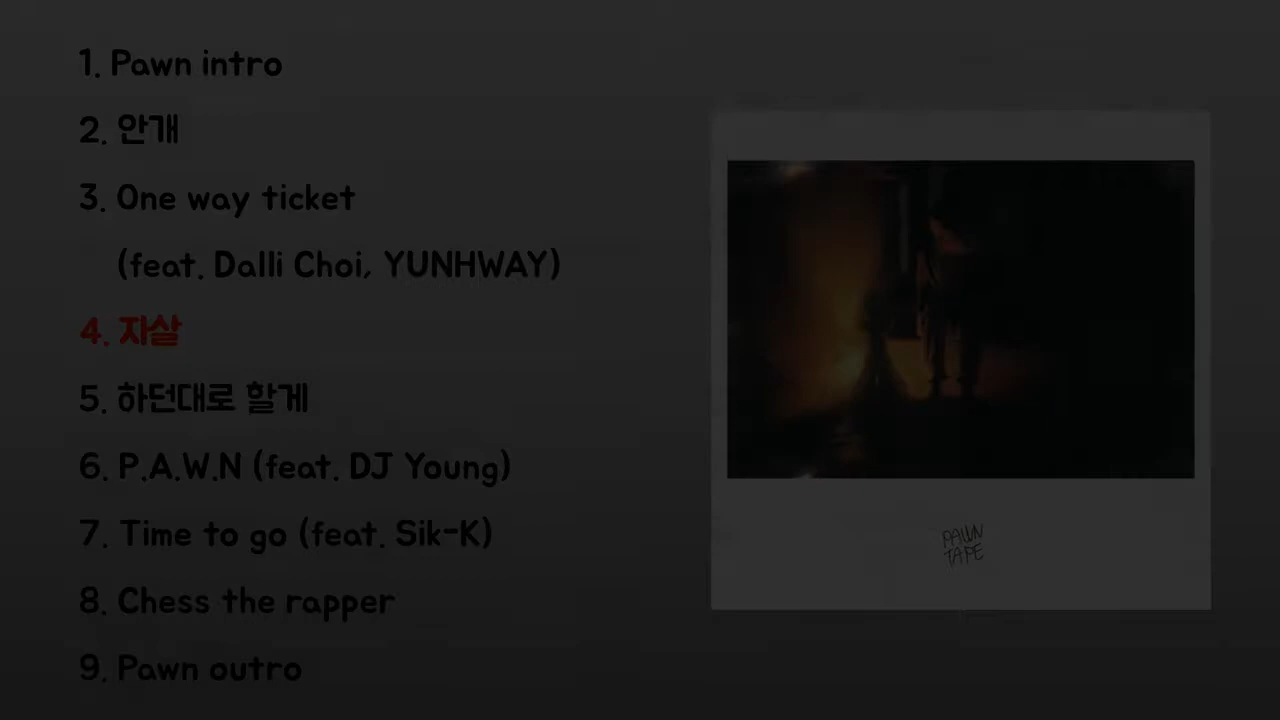 1. Pawn intro
2. 안개
3. One way ticket
(feat. Dalli Choi, YUNHWAY)
4. 자살
5. 하던대로 할게
6. P.A.W.N (feat. DJ Young)
7. Time to go (feat. Sik-K)
8. Chess the rapper
9. Pawn outro
PAWN
TAPE